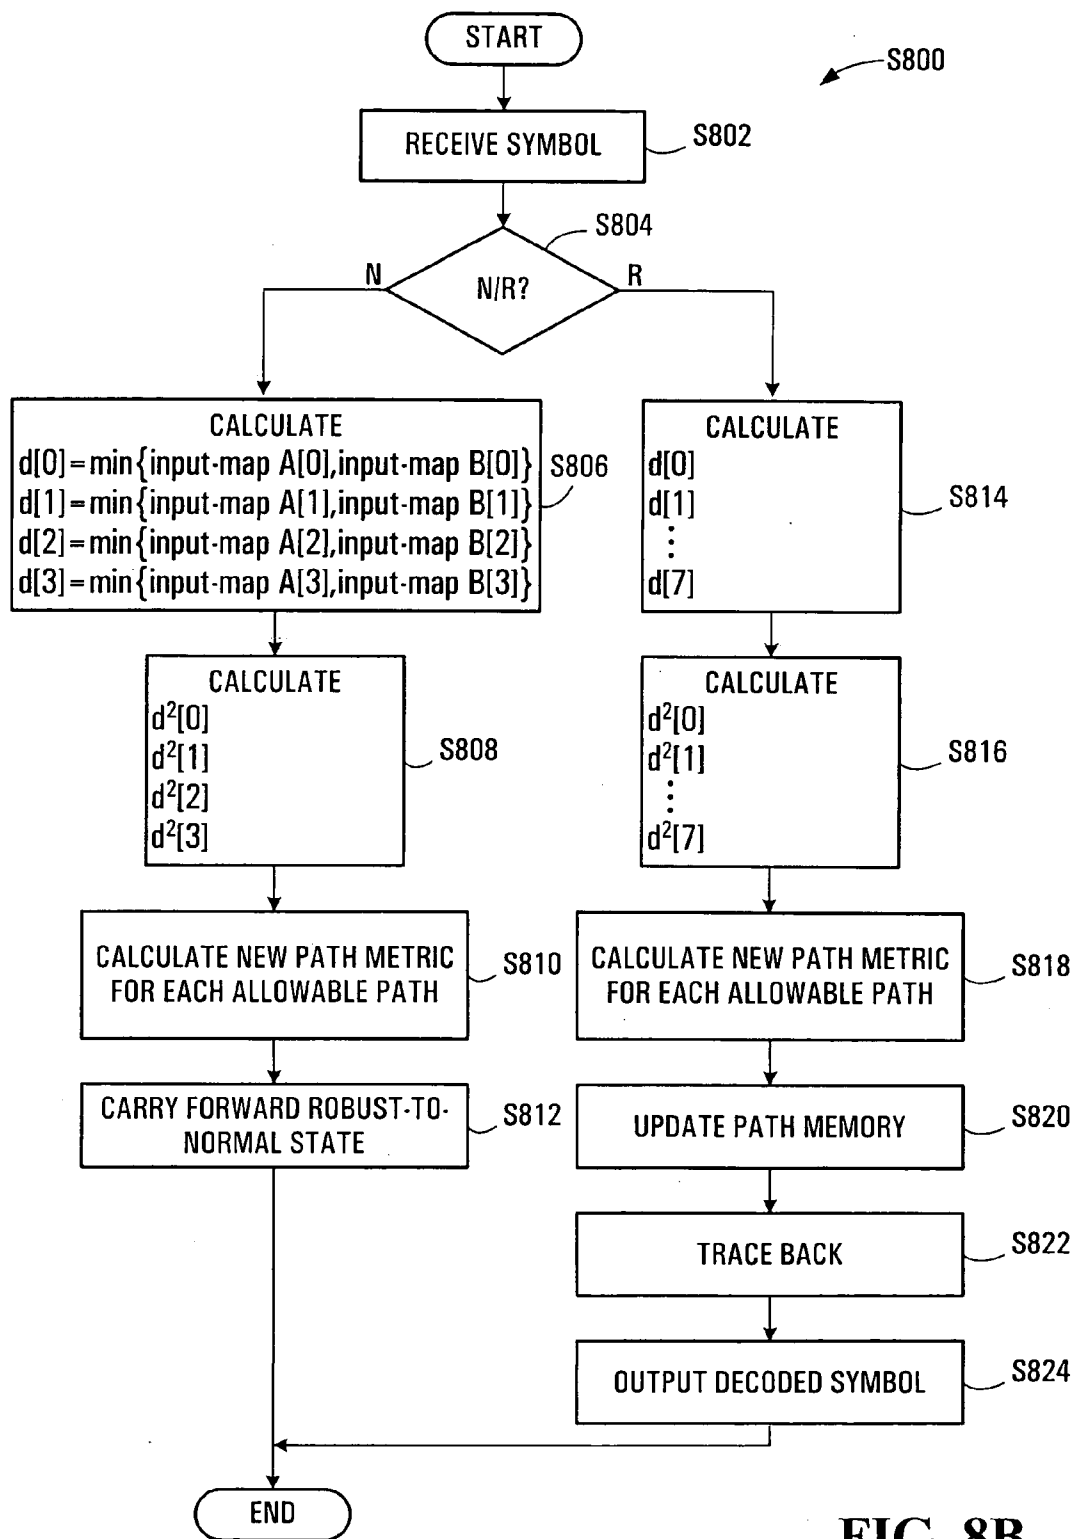 START
S800
RECEIVE SYMBOL
S802
S804
N/R?
N
R
CALCULATE
d[0]=min{input-map A[0],input-map B[0]}
d[1]=min{input-map A[1],input-map B[1]}
d[2]=min{input-map A[2],input-map B[2]}
d[3]=min{input-map A[3],input-map B[3]}
S806
CALCULATE
d[0]
d[1]
⋮
d[7]
S814
CALCULATE
d²[0]
d²[1]
d²[2]
d²[3]
S808
CALCULATE
d²[0]
d²[1]
⋮
d²[7]
S816
CALCULATE NEW PATH METRIC
FOR EACH ALLOWABLE PATH
S810
CALCULATE NEW PATH METRIC
FOR EACH ALLOWABLE PATH
S818
CARRY FORWARD ROBUST-TO-
NORMAL STATE
S812
UPDATE PATH MEMORY
S820
TRACE BACK
S822
OUTPUT DECODED SYMBOL
S824
END
FIG. 8B